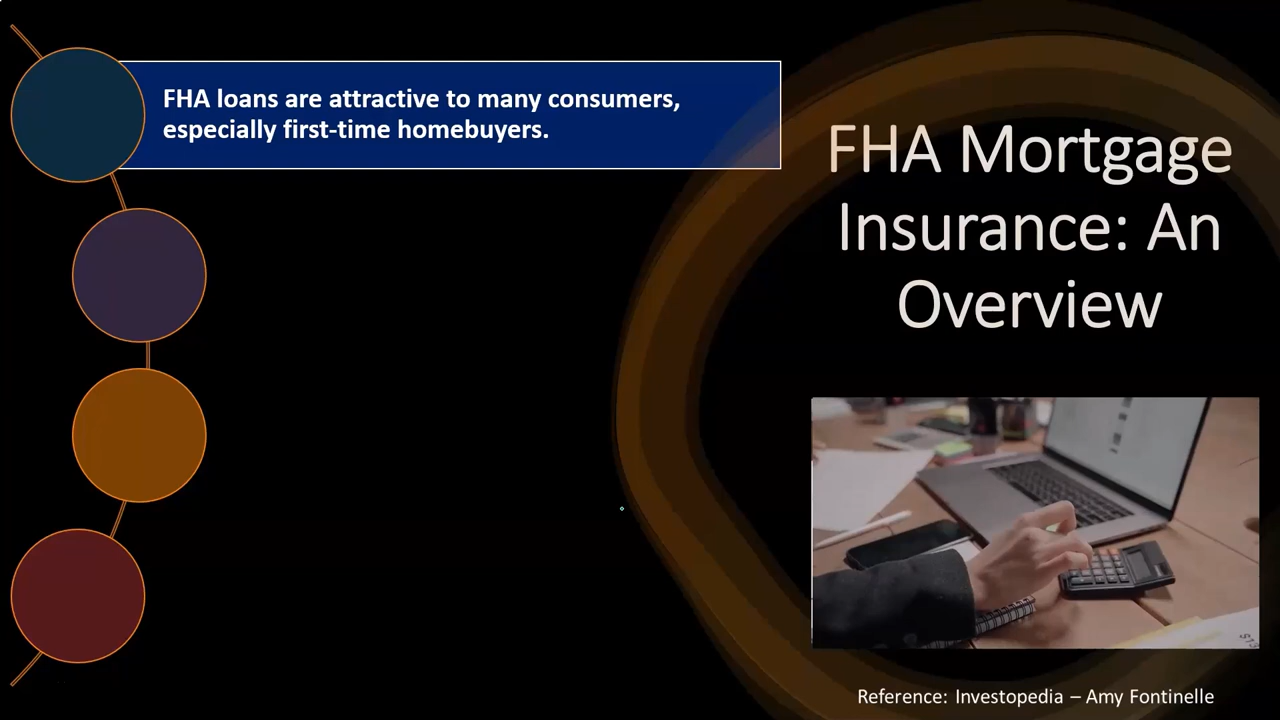 FHA loans are attractive to many consumers,
especially first-time homebuyers.
FHA Mortgage
Insurance: An
Overview
Reference: Investopedia – Amy Fontinelle